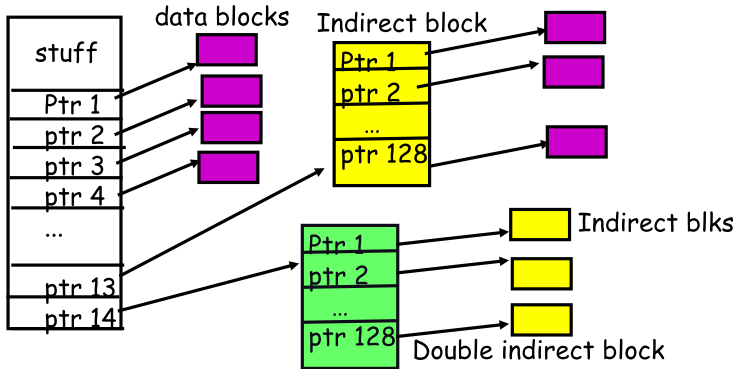 data blocks
stuff
Ptr 1
ptr 2
ptr 3
ptr 4
...
ptr 13
ptr 14
Indirect block
Ptr 1
ptr 2
...
ptr 128
Ptr 1
ptr 2
...
ptr 128
Indirect blks
Double indirect block